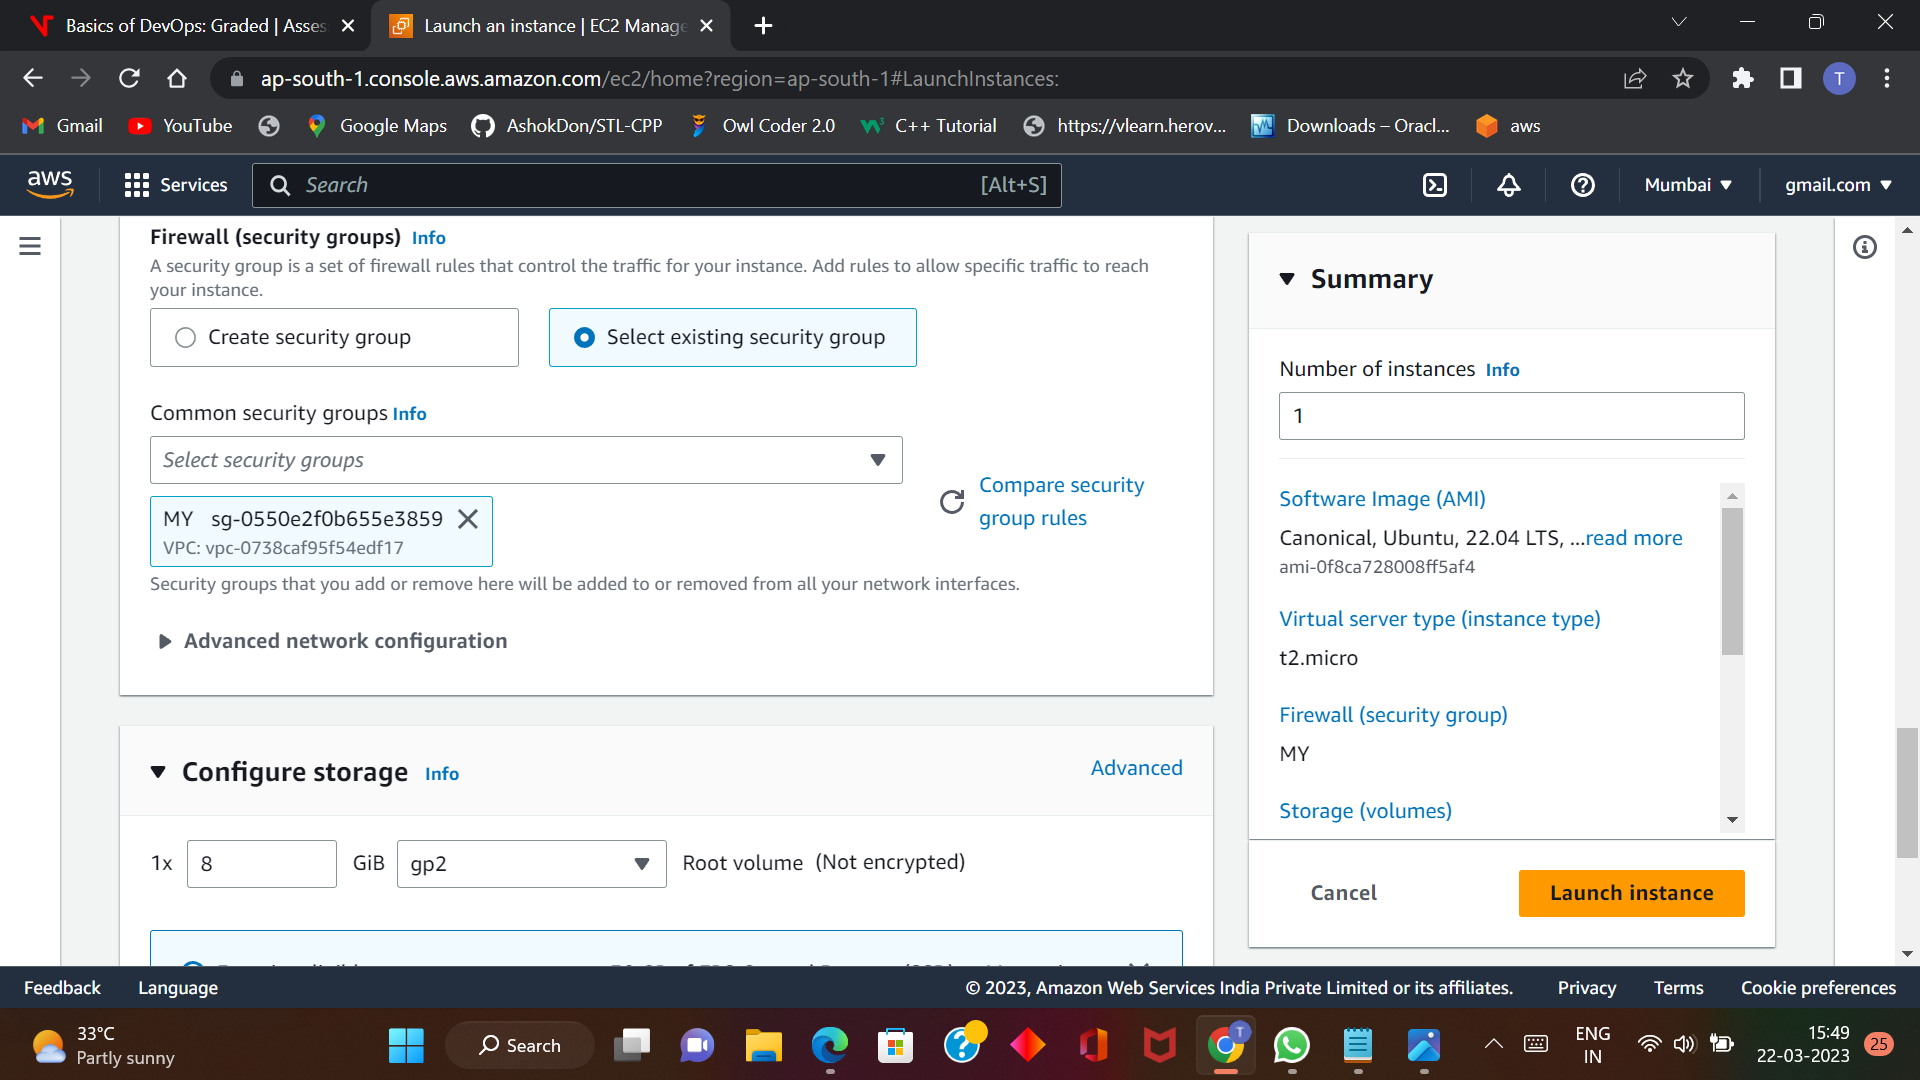 Basics of DevOps: Graded | Asses
Launch an instance | EC2 Manage
ap-south-1.console.aws.amazon.com/ec2/home?region=ap-south-1#LaunchInstances:
T
Gmail
YouTube
Google Maps
AshokDon/STL-CPP
Owl Coder 2.0
C++ Tutorial
https://vlearn.herov...
Downloads – Oracl...
aws
aws
Services
Search
[Alt+S]
Mumbai
gmail.com
Firewall (security groups) Info
A security group is a set of firewall rules that control the traffic for your instance. Add rules to allow specific traffic to reach
your instance.
Create security group
Select existing security group
Common security groups Info
Select security groups
MY sg-0550e2f0b655e3859
VPC: vpc-0738caf95f54edf17
Compare security
group rules
Security groups that you add or remove here will be added to or removed from all your network interfaces.
Advanced network configuration
Configure storage Info
Advanced
1x
8
GiB
gp2
Root volume (Not encrypted)
Summary
Number of instances Info
1
Software Image (AMI)
Canonical, Ubuntu, 22.04 LTS, ...read more
ami-0f8ca728008ff5af4
Virtual server type (instance type)
t2.micro
Firewall (security group)
MY
Storage (volumes)
Cancel
Launch instance
Feedback
Language
© 2023, Amazon Web Services India Private Limited or its affiliates.
Privacy
Terms
Cookie preferences
33°C
Partly sunny
Search
T
ENG
IN
15:49
22-03-2023
25